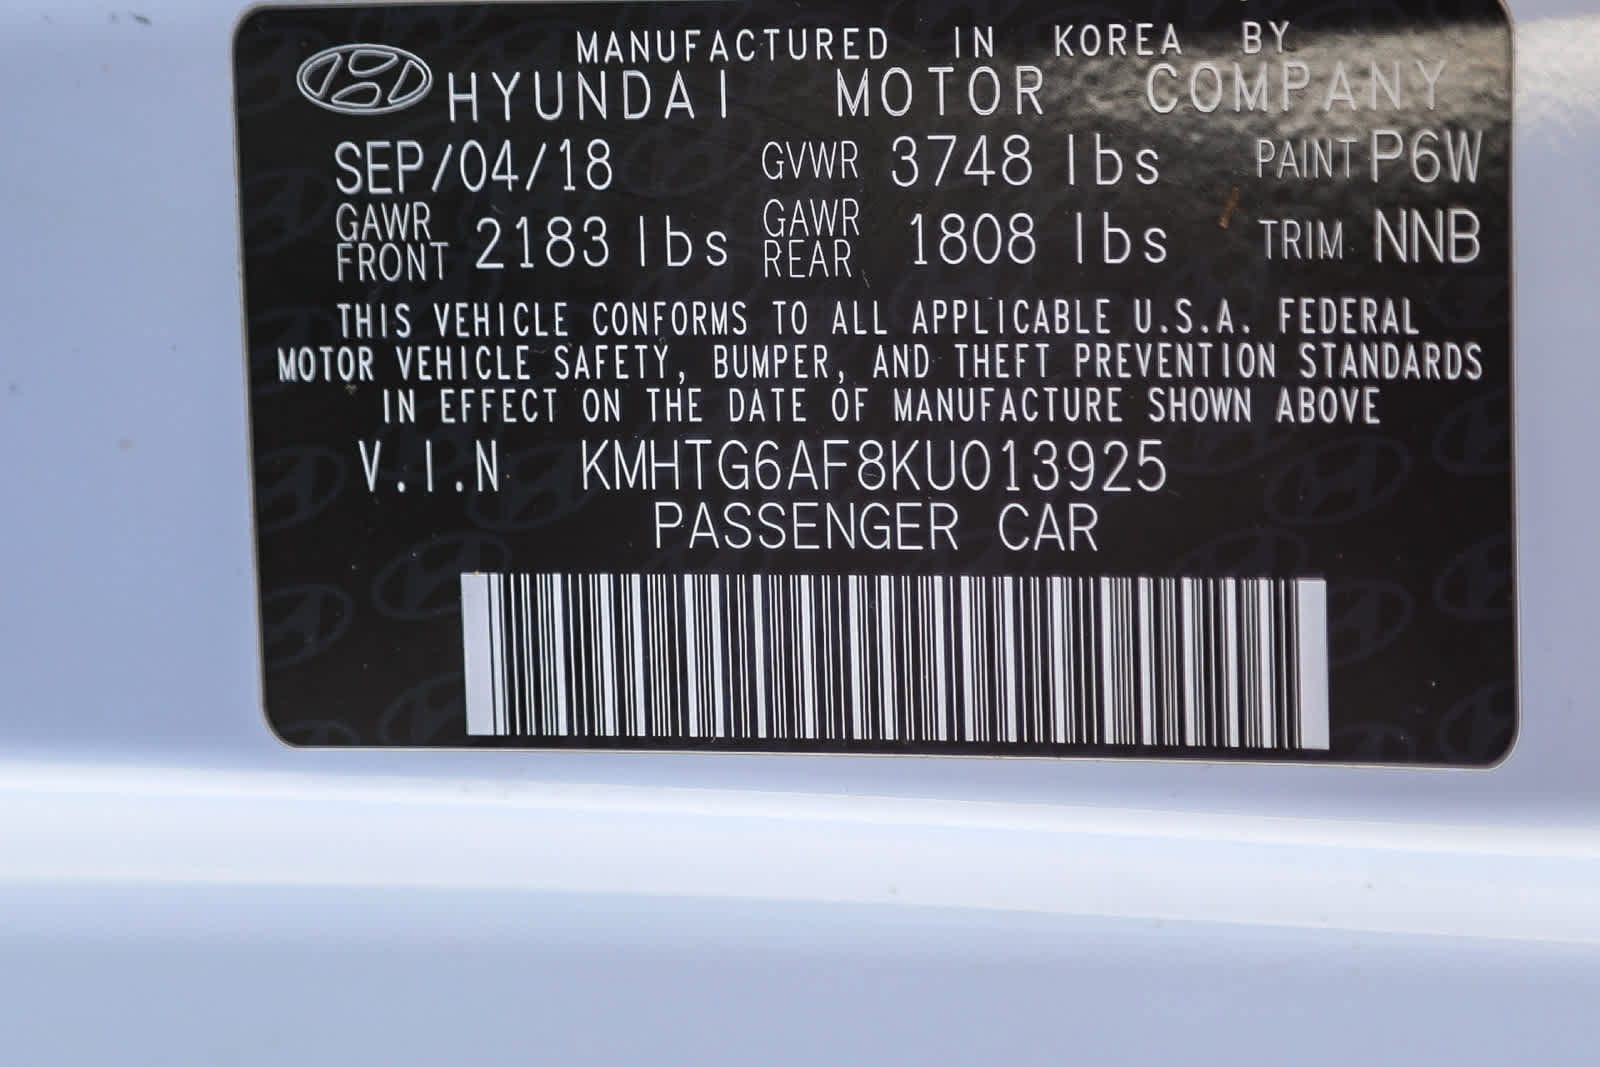 MANUFACTURED IN KOREA BY
HYUNDAI MOTOR COMPANY
SEP/04/18 GVWR 3748 lbs PAINT P6W
GAWR FRONT 2183 lbs GAWR REAR 1808 lbs TRIM NNB
THIS VEHICLE CONFORMS TO ALL APPLICABLE U.S.A. FEDERAL
MOTOR VEHICLE SAFETY, BUMPER, AND THEFT PREVENTION STANDARDS
IN EFFECT ON THE DATE OF MANUFACTURE SHOWN ABOVE
V.I.N KMHTG6AF8KU013925
PASSENGER CAR